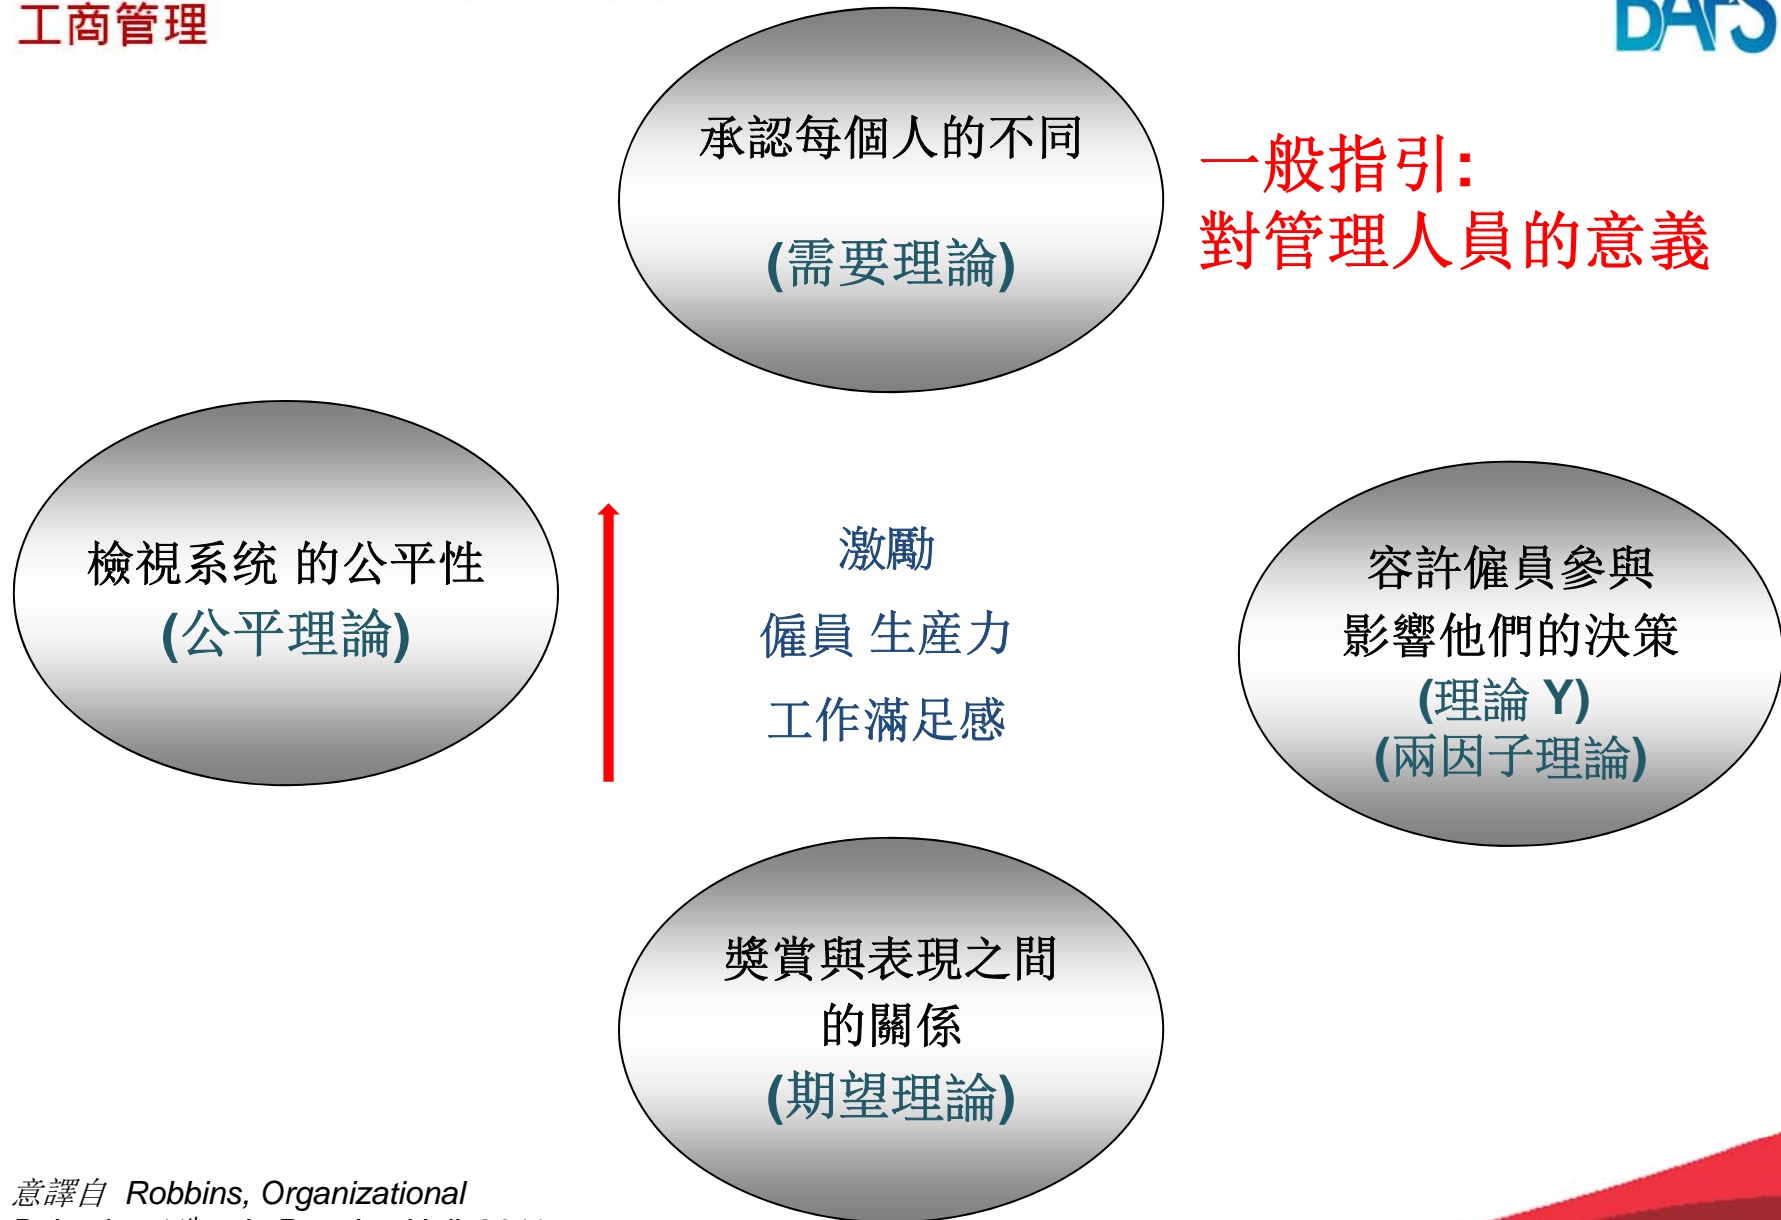 工商管理
BAFS
承認每個人的不同
(需要理論)
一般指引:
對管理人員的意義
檢視系统 的公平性
(公平理論)
激勵
僱員 生産力
工作滿足感
容許僱員參與
影響他們的決策
(理論 Y)
(兩因子理論)
獎賞與表現之間
的關係
(期望理論)
意譯自 Robbins, Organizational